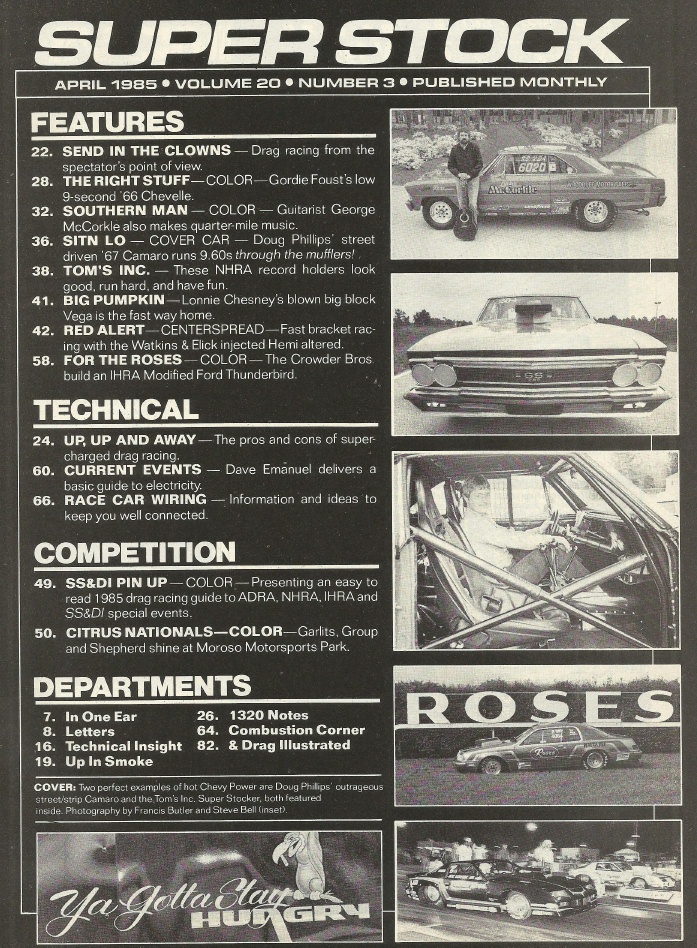 SUPER STOCK
APRIL 1985 • VOLUME 20 • NUMBER 3 • PUBLISHED MONTHLY
FEATURES
22. SEND IN THE CLOWNS — Drag racing from the
spectator's point of view.
28. THE RIGHT STUFF — COLOR — Gordie Foust's low
9-second '66 Chevelle.
32. SOUTHERN MAN — COLOR — Guitarist George
McCorkle also makes quarter-mile music.
36. SITN LO — COVER CAR — Doug Phillips' street
driven '67 Camaro runs 9.60s through the mufflers!
38. TOM'S INC. — These NHRA record holders look
good, run hard, and have fun.
41. BIG PUMPKIN — Lonnie Chesney's blown big block
Vega is the fast way home.
42. RED ALERT — CENTERSPREAD — Fast bracket rac-
ing with the Watkins & Elick injected Hemi altered.
58. FOR THE ROSES — COLOR — The Crowder Bros.
build an IHRA Modified Ford Thunderbird.
TECHNICAL
24. UP, UP AND AWAY — The pros and cons of super-
charged drag racing.
60. CURRENT EVENTS — Dave Emanuel delivers a
basic guide to electricity.
66. RACE CAR WIRING — Information and ideas to
keep you well connected.
COMPETITION
49. SS&DI PIN UP — COLOR — Presenting an easy to
read 1985 drag racing guide to ADRA, NHRA, IHRA and
SS&DI special events.
50. CITRUS NATIONALS—COLOR—Garlits, Group
and Shepherd shine at Moroso Motorsports Park.
DEPARTMENTS
7. In One Ear
8. Letters
16. Technical Insight
19. Up In Smoke
26. 1320 Notes
64. Combustion Corner
82. & Drag Illustrated
COVER: Two perfect examples of hot Chevy Power are Doug Phillips' outrageous
street/strip Camaro and the Tom's Inc. Super Stocker, both featured
inside. Photography by Francis Butler and Steve Bell (inset).
Ya Gotta Stay
HUNGRY
6020
McCorkle
SS
ROSES
Racing